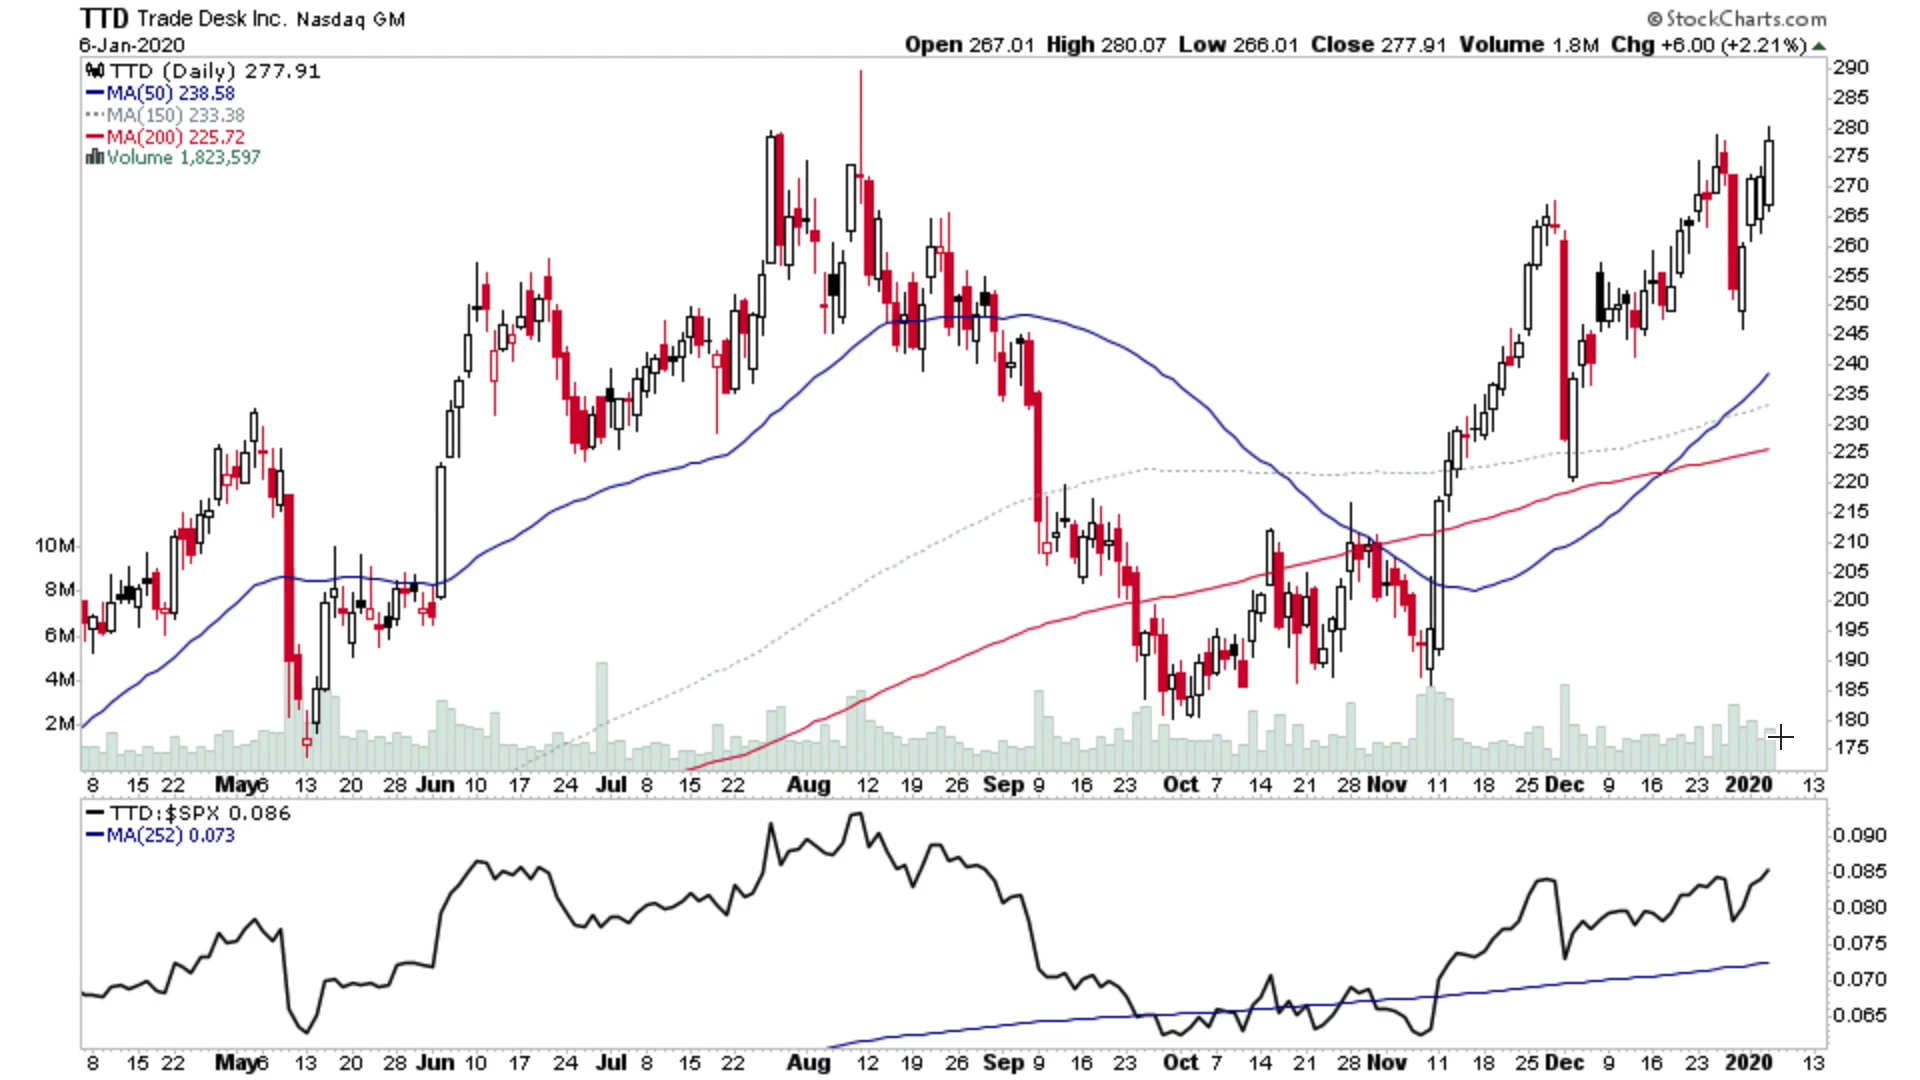 TTD Trade Desk Inc. Nasdaq GM
© StockCharts.com
6-Jan-2020
Open 267.01 High 280.07 Low 266.01 Close 277.91 Volume 1.8M Chg +6.00 (+2.21%)
TTD (Daily) 277.91
MA(50) 238.58
MA(150) 233.38
MA(200) 225.72
Volume 1,823,597
290
285
280
275
270
265
260
255
250
245
240
235
230
225
220
215
210
205
200
195
190
185
180
175
10M
8M
6M
4M
2M
8 15 22 May 6 13 20 28 Jun 10 17 24 Jul 8 15 22 Aug 12 19 26 Sep 9 16 23 Oct 7 14 21 28 Nov 11 18 25 Dec 9 16 23 2020 13
TTD:$SPX 0.086
MA(252) 0.073
0.090
0.085
0.080
0.075
0.070
0.065
8 15 22 May 6 13 20 28 Jun 10 17 24 Jul 8 15 22 Aug 12 19 26 Sep 9 16 23 Oct 7 14 21 28 Nov 11 18 25 Dec 9 16 23 2020 13